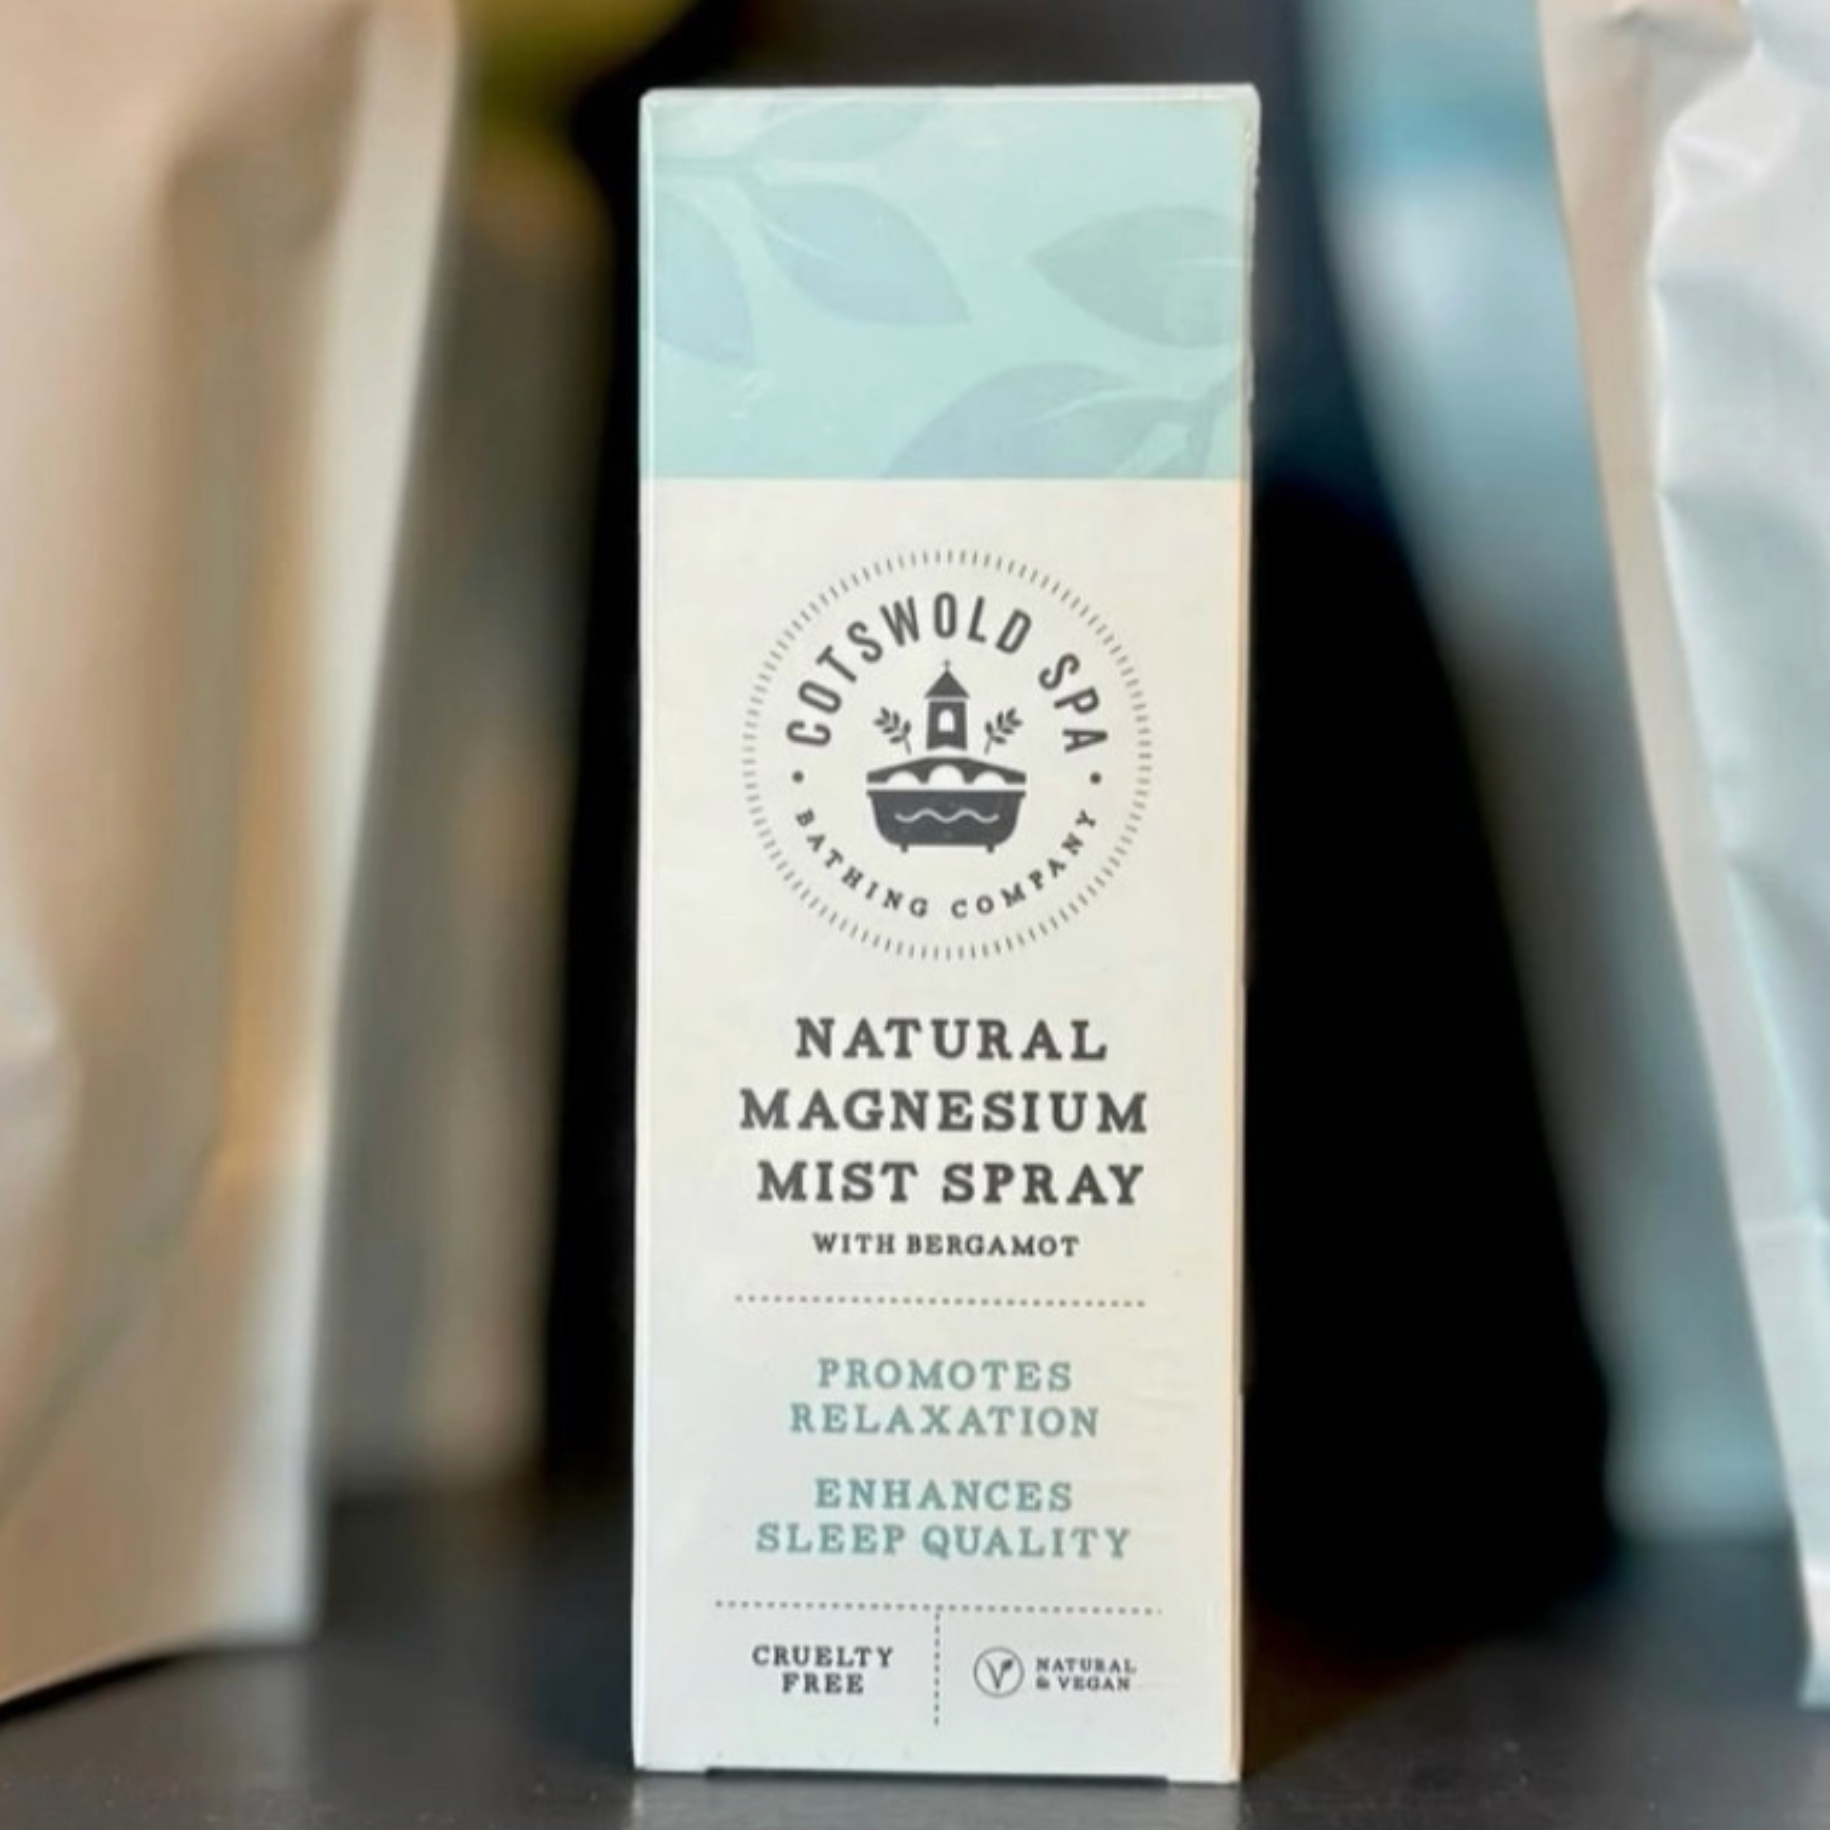 COTSWOLD SPA
BATHING COMPANY
NATURAL
MAGNESIUM
MIST SPRAY
WITH BERGAMOT
PROMOTES
RELAXATION
ENHANCES
SLEEP QUALITY
CRUELTY
FREE
V
NATURAL
& VEGAN